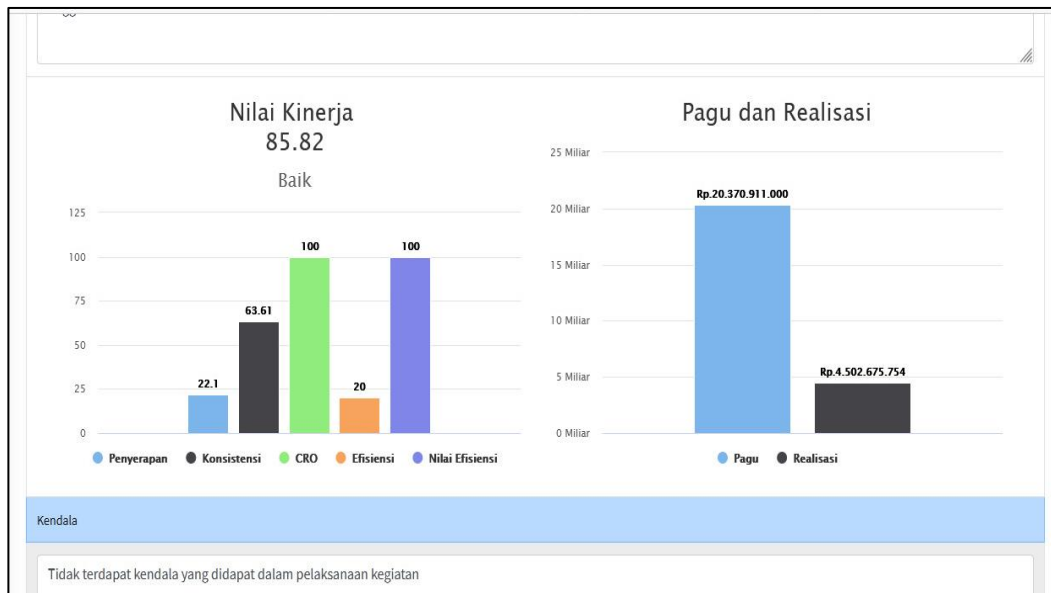 Nilai Kinerja
85.82
Baik
125
100
75
50
25
0
22.1
63.61
100
20
100
Penyerapan Konsistensi CRO Efisiensi Nilai Efisiensi
Pagu dan Realisasi
25 Miliar
20 Miliar
15 Miliar
10 Miliar
5 Miliar
0 Miliar
Rp.20.370.911.000
Rp.4.502.675.754
Pagu Realisasi
Kendala
Tidak terdapat kendala yang didapat dalam pelaksanaan kegiatan